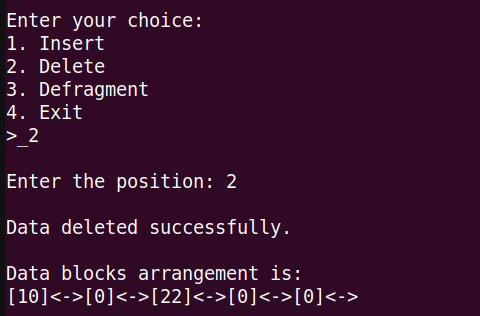 Enter your choice:
1. Insert
2. Delete
3. Defragment
4. Exit
>_2
Enter the position: 2
Data deleted successfully.
Data blocks arrangement is:
[10]<->[0]<->[22]<->[0]<->[0]<->